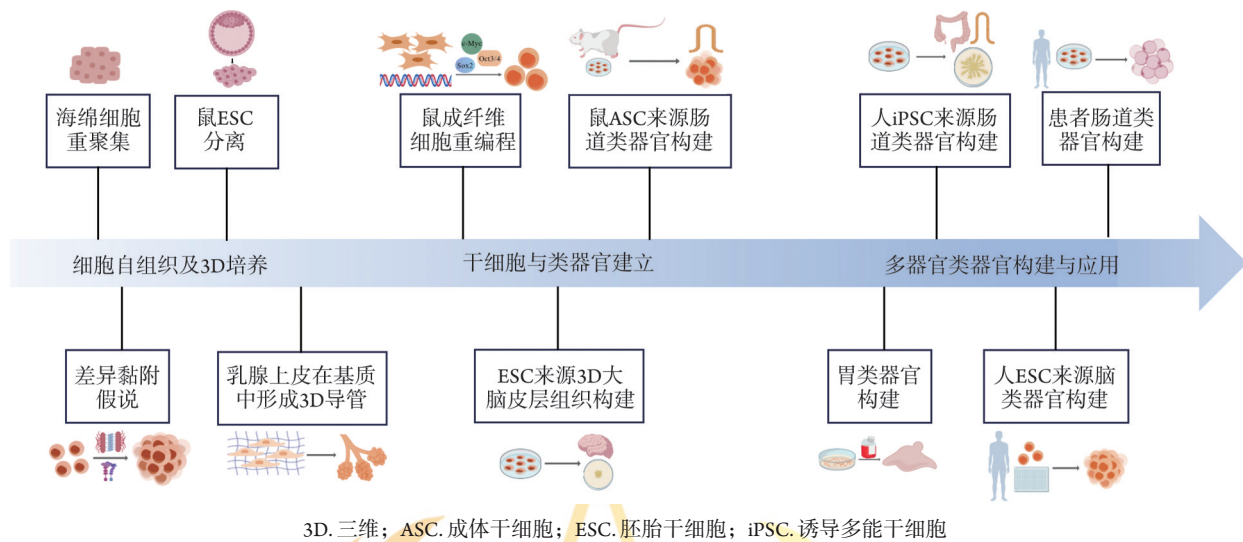 c-Myc
Oct3/4
Sox2
海绵细胞
重聚集
鼠ESC
分离
鼠成纤维
细胞重编程
鼠ASC来源肠
道类器官构建
人iPSC来源肠
道类器官构建
患者肠道类
器官构建
细胞自组织及3D培养
干细胞与类器官建立
多器官类器官构建与应用
差异黏附
假说
乳腺上皮在基质
中形成3D导管
ESC来源3D大
脑皮层组织构建
胃类器官
构建
人ESC来源脑
类器官构建
3D. 三维；ASC. 成体干细胞；ESC. 胚胎干细胞；iPSC. 诱导多能干细胞